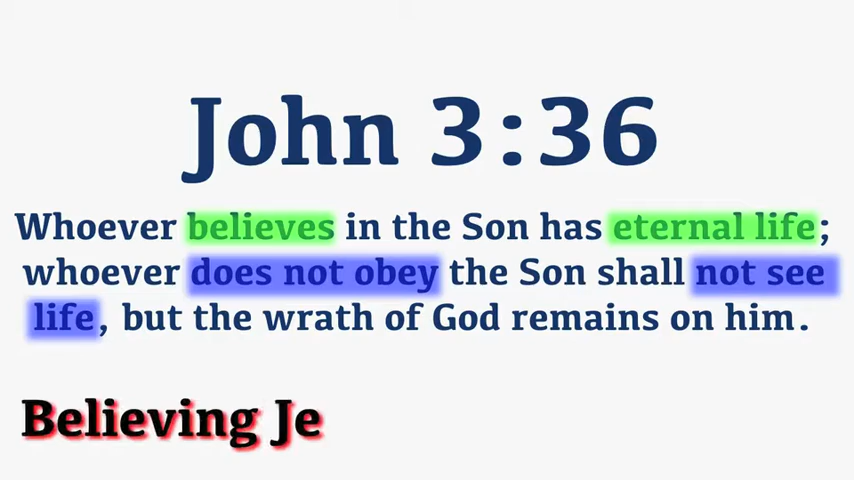 John 3:36
Whoever believes in the Son has eternal life;
whoever does not obey the Son shall not see
life, but the wrath of God remains on him.
Believing Je